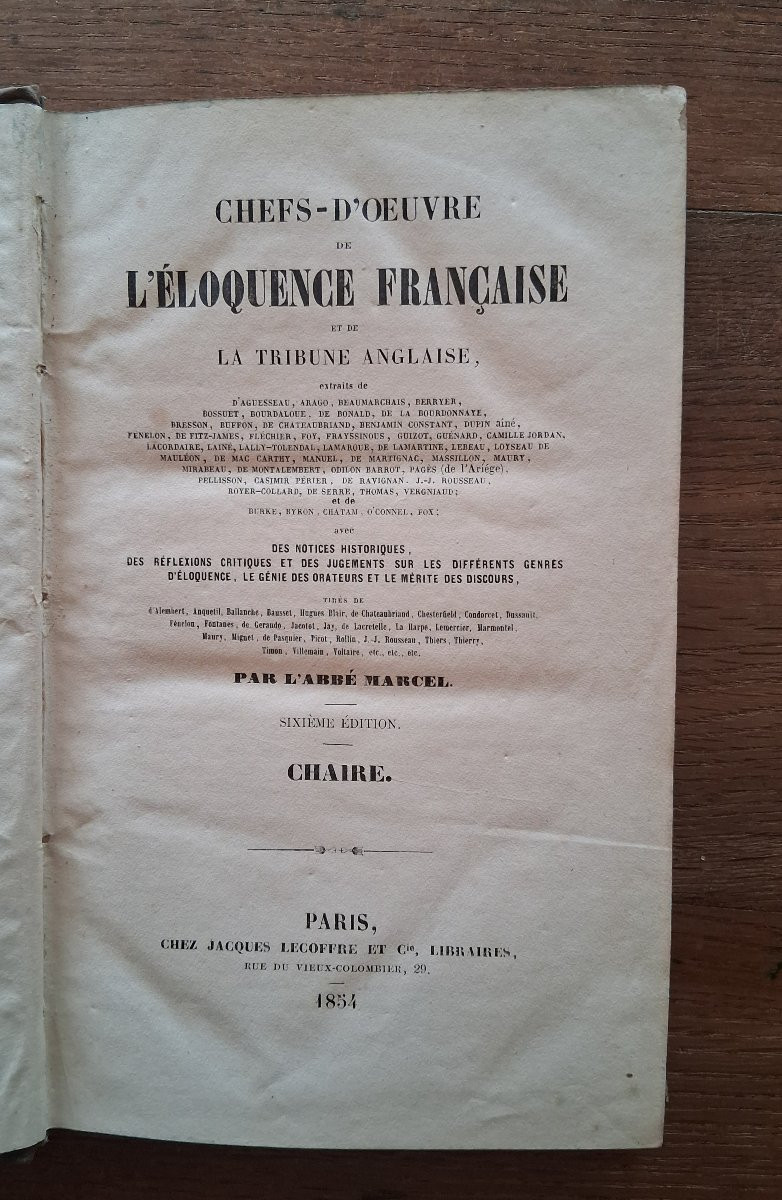 CHEFS-D'OEUVRE
DE
L'ÉLOQUENCE FRANÇAISE
ET DE
LA TRIBUNE ANGLAISE,
extraits de
D'AGUESSEAU, ARAGO, BEAUMARCHAIS, BERRYER,
BOSSUET, BOURDALOUE, DE BONALD, DE LA BOURDONNAYE,
BRESSON, BUFFON, DE CHATEAUBRIAND, BENJAMIN CONSTANT, DUPIN aîné,
FENELON, DE FITZ-JAMES, FLÉCHIER, FOY, FRAYSSINOUS, GUIZOT, GUÉNARD, CAMILLE JORDAN,
LACORDAIRE, LAINÉ, LALLY-TOLENDAL, LAMARQUE, DE LAMARTINE, LEBEAU, LOYSEAU DE
MAULÉON, DE MAC CARTHY, MANUEL, DE MARTIGNAC, MASSILLON, MAURY,
MIRABEAU, DE MONTALEMBERT, ODILON BARROT, PAGÈS (de l'Ariége),
PELLISSON, CASIMIR PÉRIER, DE RAVIGNAN, J.-J. ROUSSEAU,
ROYER-COLLARD, DE SERRE, THOMAS, VERGNIAUD;
et de
BURKE, BYRON, CHATAM, O'CONNEL, FOX;
avec
DES NOTICES HISTORIQUES,
DES RÉFLEXIONS CRITIQUES ET DES JUGEMENTS SUR LES DIFFÉRENTS GENRES
D'ÉLOQUENCE, LE GÉNIE DES ORATEURS ET LE MÉRITE DES DISCOURS,
TIRÉS DE
d'Alembert, Anquetil, Ballanche, Bausset, Hugues Blair, de Chateaubriand, Chesterfield, Condorcet, Dussault,
Fénelon, Fontanes, de Gerando, Jacotot, Jay, de Lacretelle, La Harpe, Lemercier, Marmontel,
Maury, Mignet, de Pasquier, Picot, Rollin, J.-J. Rousseau, Thiers, Thierry,
Timon, Villemain, Voltaire, etc., etc., etc.
PAR L'ABBÉ MARCEL.
SIXIÈME ÉDITION.
CHAIRE.
PARIS,
CHEZ JACQUES LECOFFRE ET Cie, LIBRAIRES,
RUE DU VIEUX-COLOMBIER, 29.
1854